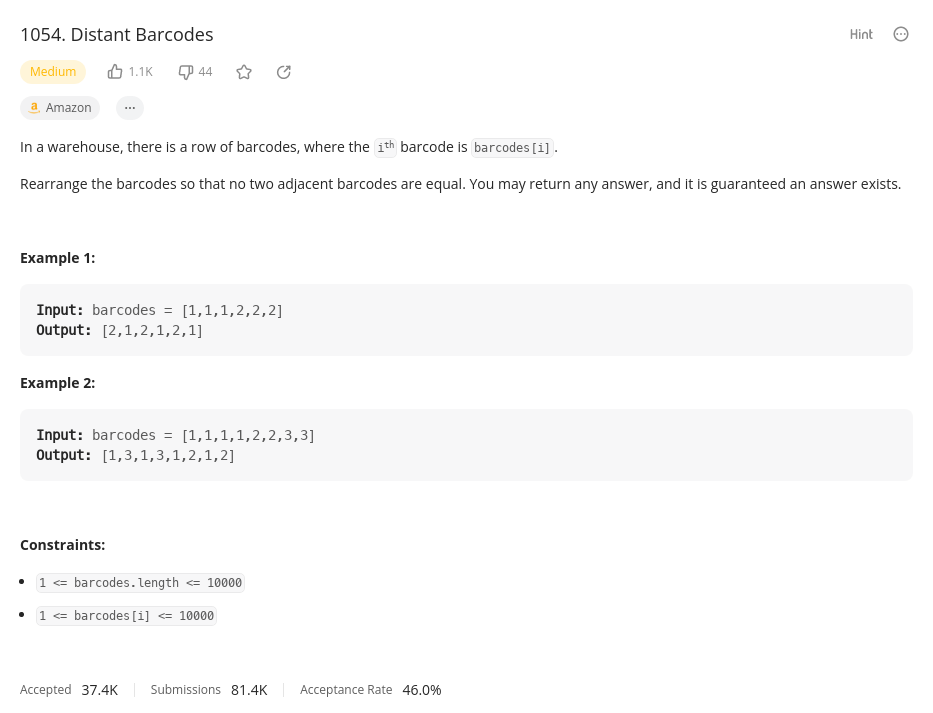 1054. Distant Barcodes
Hint
Medium
1.1K
44
a Amazon
...
In a warehouse, there is a row of barcodes, where the ith barcode is barcodes[i].
Rearrange the barcodes so that no two adjacent barcodes are equal. You may return any answer, and it is guaranteed an answer exists.
Example 1:
Input: barcodes = [1,1,1,2,2,2]
Output: [2,1,2,1,2,1]
Example 2:
Input: barcodes = [1,1,1,1,2,2,3,3]
Output: [1,3,1,3,1,2,1,2]
Constraints:
• 1 <= barcodes.length <= 10000
• 1 <= barcodes[i] <= 10000
Accepted 37.4K Submissions 81.4K Acceptance Rate 46.0%